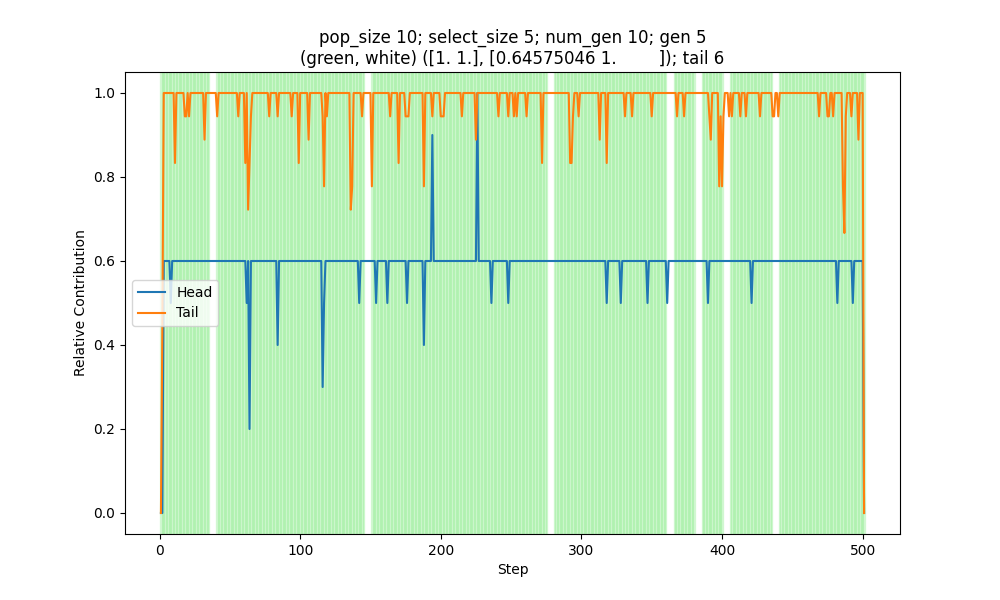 pop_size 10; select_size 5; num_gen 10; gen 5
(green, white) ([1. 1.], [0.64575046 1.         ]); tail 6
1.0
0.8
0.6
0.4
0.2
0.0
Relative Contribution
Head
Tail
0
100
200
300
400
500
Step